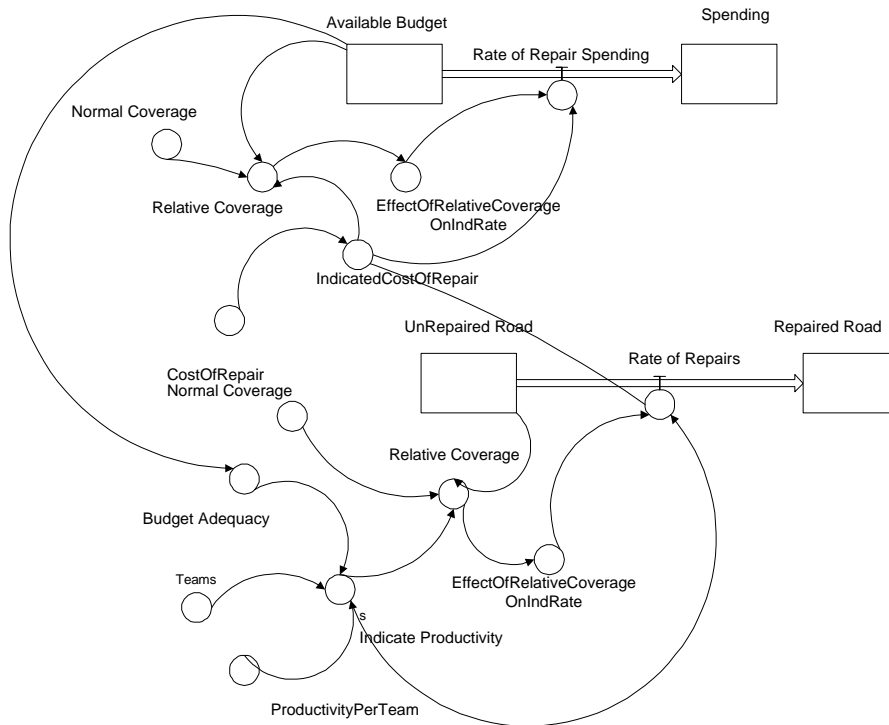 Spending
Available Budget
Rate of Repair Spending
Normal Coverage
Relative Coverage
EffectOfRelativeCoverage
OnIndRate
IndicatedCostOfRepair
UnRepaired Road
Repaired Road
Rate of Repairs
CostOfRepair
Normal Coverage
Relative Coverage
Budget Adequacy
Teams
EffectOfRelativeCoverage
OnIndRate
s
Indicate Productivity
ProductivityPerTeam